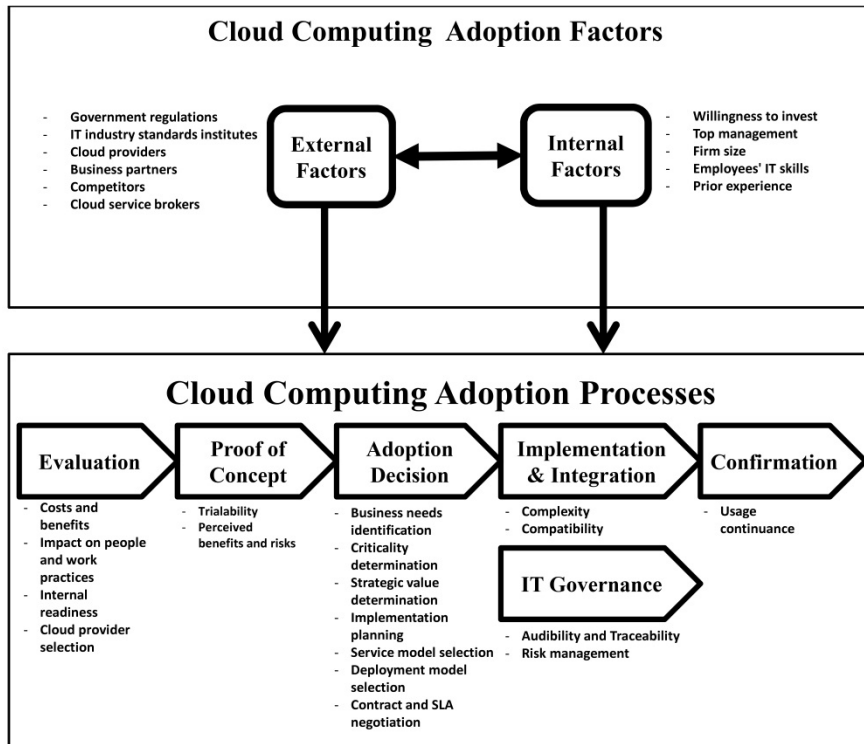 Cloud Computing Adoption Factors
- Government regulations
- IT industry standards institutes
- Cloud providers
- Business partners
- Competitors
- Cloud service brokers
External
Factors
Internal
Factors
- Willingness to invest
- Top management
- Firm size
- Employees' IT skills
- Prior experience
Cloud Computing Adoption Processes
Evaluation
- Costs and
benefits
- Impact on people
and work
practices
- Internal
readiness
- Cloud provider
selection
Proof of
Concept
- Trialability
- Perceived
benefits and risks
Adoption
Decision
- Business needs
identification
- Criticality
determination
- Strategic value
determination
- Implementation
planning
- Service model selection
- Deployment model
selection
- Contract and SLA
negotiation
Implementation
& Integration
- Complexity
- Compatibility
IT Governance
- Audibility and Traceability
- Risk management
Confirmation
- Usage
continuance